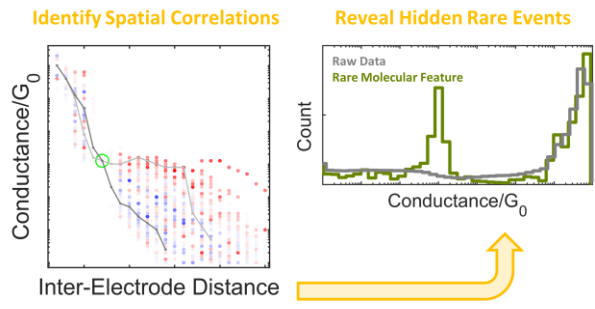 Identify Spatial Correlations
Reveal Hidden Rare Events
Conductance/G₀
Inter-Electrode Distance
Raw Data
Rare Molecular Feature
Count
Conductance/G₀